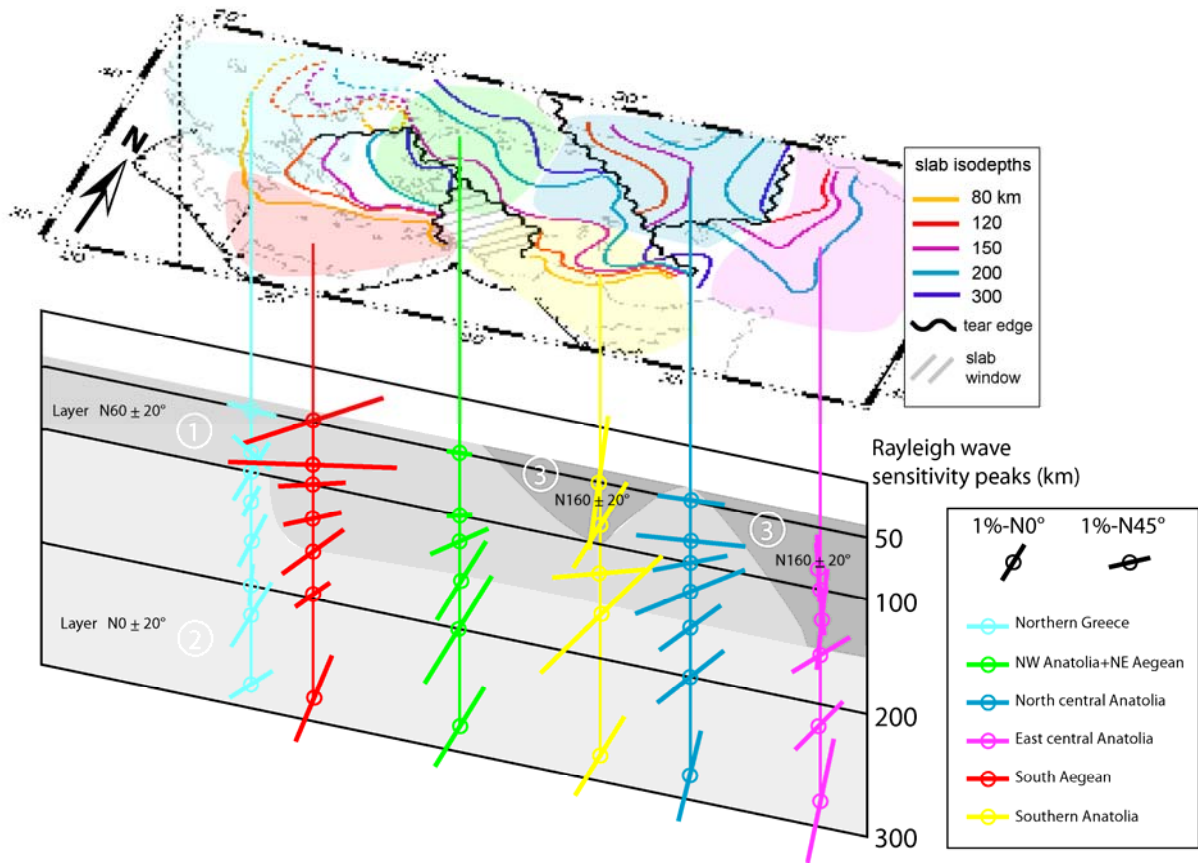 N
slab isodepths
80 km
120
150
200
300
tear edge
slab
window
Layer N60 ± 20°
1
3
N160 ± 20°
3
N160 ± 20°
Layer N0 ± 20°
2
Rayleigh wave
sensitivity peaks (km)
50
100
200
300
1%-N0° 1%-N45°
Northern Greece
NW Anatolia+NE Aegean
North central Anatolia
East central Anatolia
South Aegean
Southern Anatolia